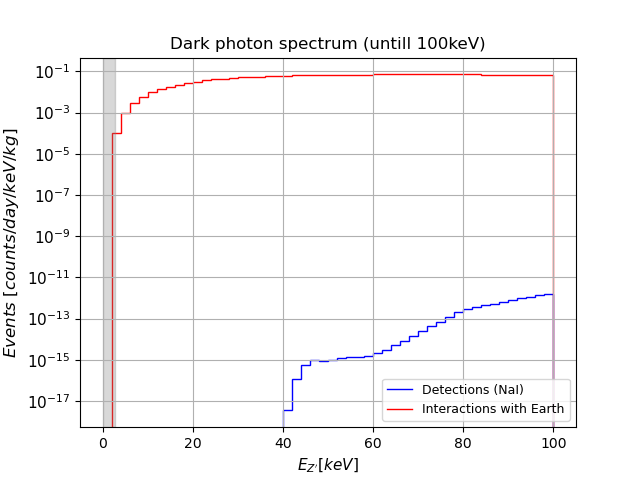 Dark photon spectrum (untill 100keV)
Events [counts/day/keV/kg]
10⁻¹
10⁻³
10⁻⁵
10⁻⁷
10⁻⁹
10⁻¹¹
10⁻¹³
10⁻¹⁵
10⁻¹⁷
Detections (NaI)
Interactions with Earth
0 20 40 60 80 100
E_Z'[keV]